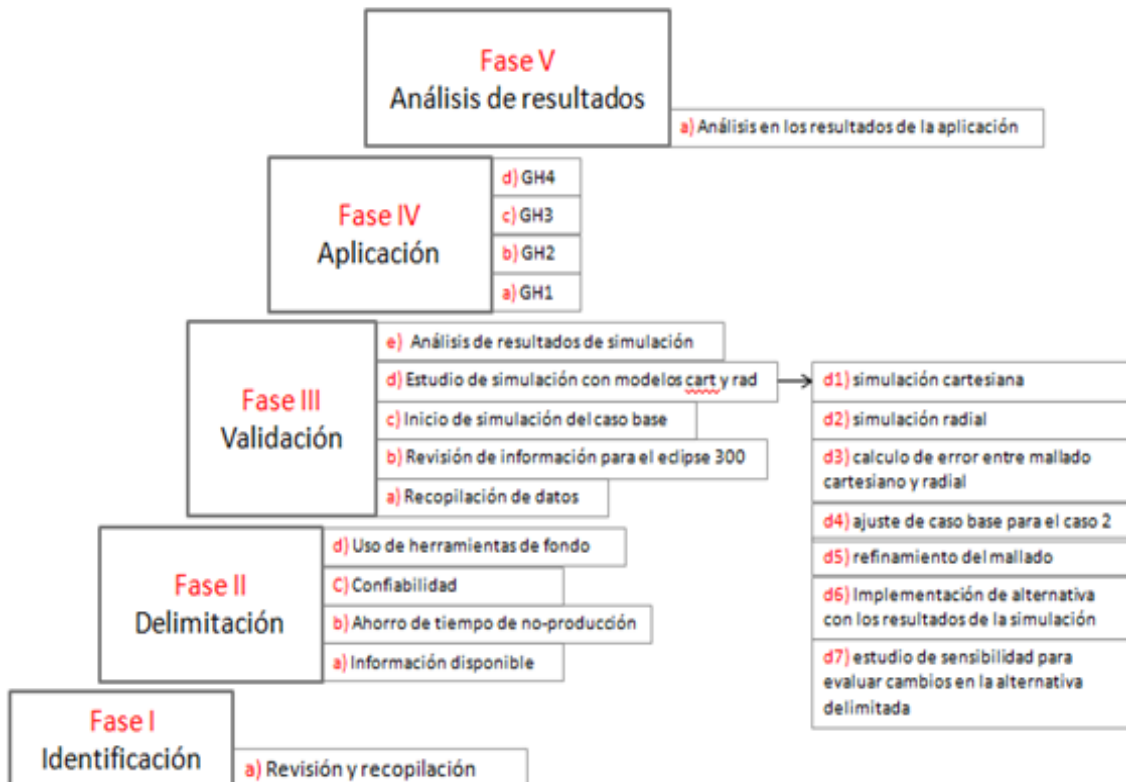 Fase V
Análisis de resultados
a) Análisis en los resultados de la aplicación
Fase IV
Aplicación
d) GH4
c) GH3
b) GH2
a) GH1
Fase III
Validación
e) Análisis de resultados de simulación
d) Estudio de simulación con modelos cart y rad
c) Inicio de simulación del caso base
b) Revisión de información para el eclipse 300
a) Recopilación de datos
d1) simulación cartesiana
d2) simulación radial
d3) calculo de error entre mallado
cartesiano y radial
d4) ajuste de caso base para el caso 2
d5) refinamiento del mallado
d6) Implementación de alternativa
con los resultados de la simulación
d7) estudio de sensibilidad para
evaluar cambios en la alternativa
delimitada
Fase II
Delimitación
d) Uso de herramientas de fondo
C) Confiabilidad
b) Ahorro de tiempo de no-producción
a) Información disponible
Fase I
Identificación
a) Revisión y recopilación